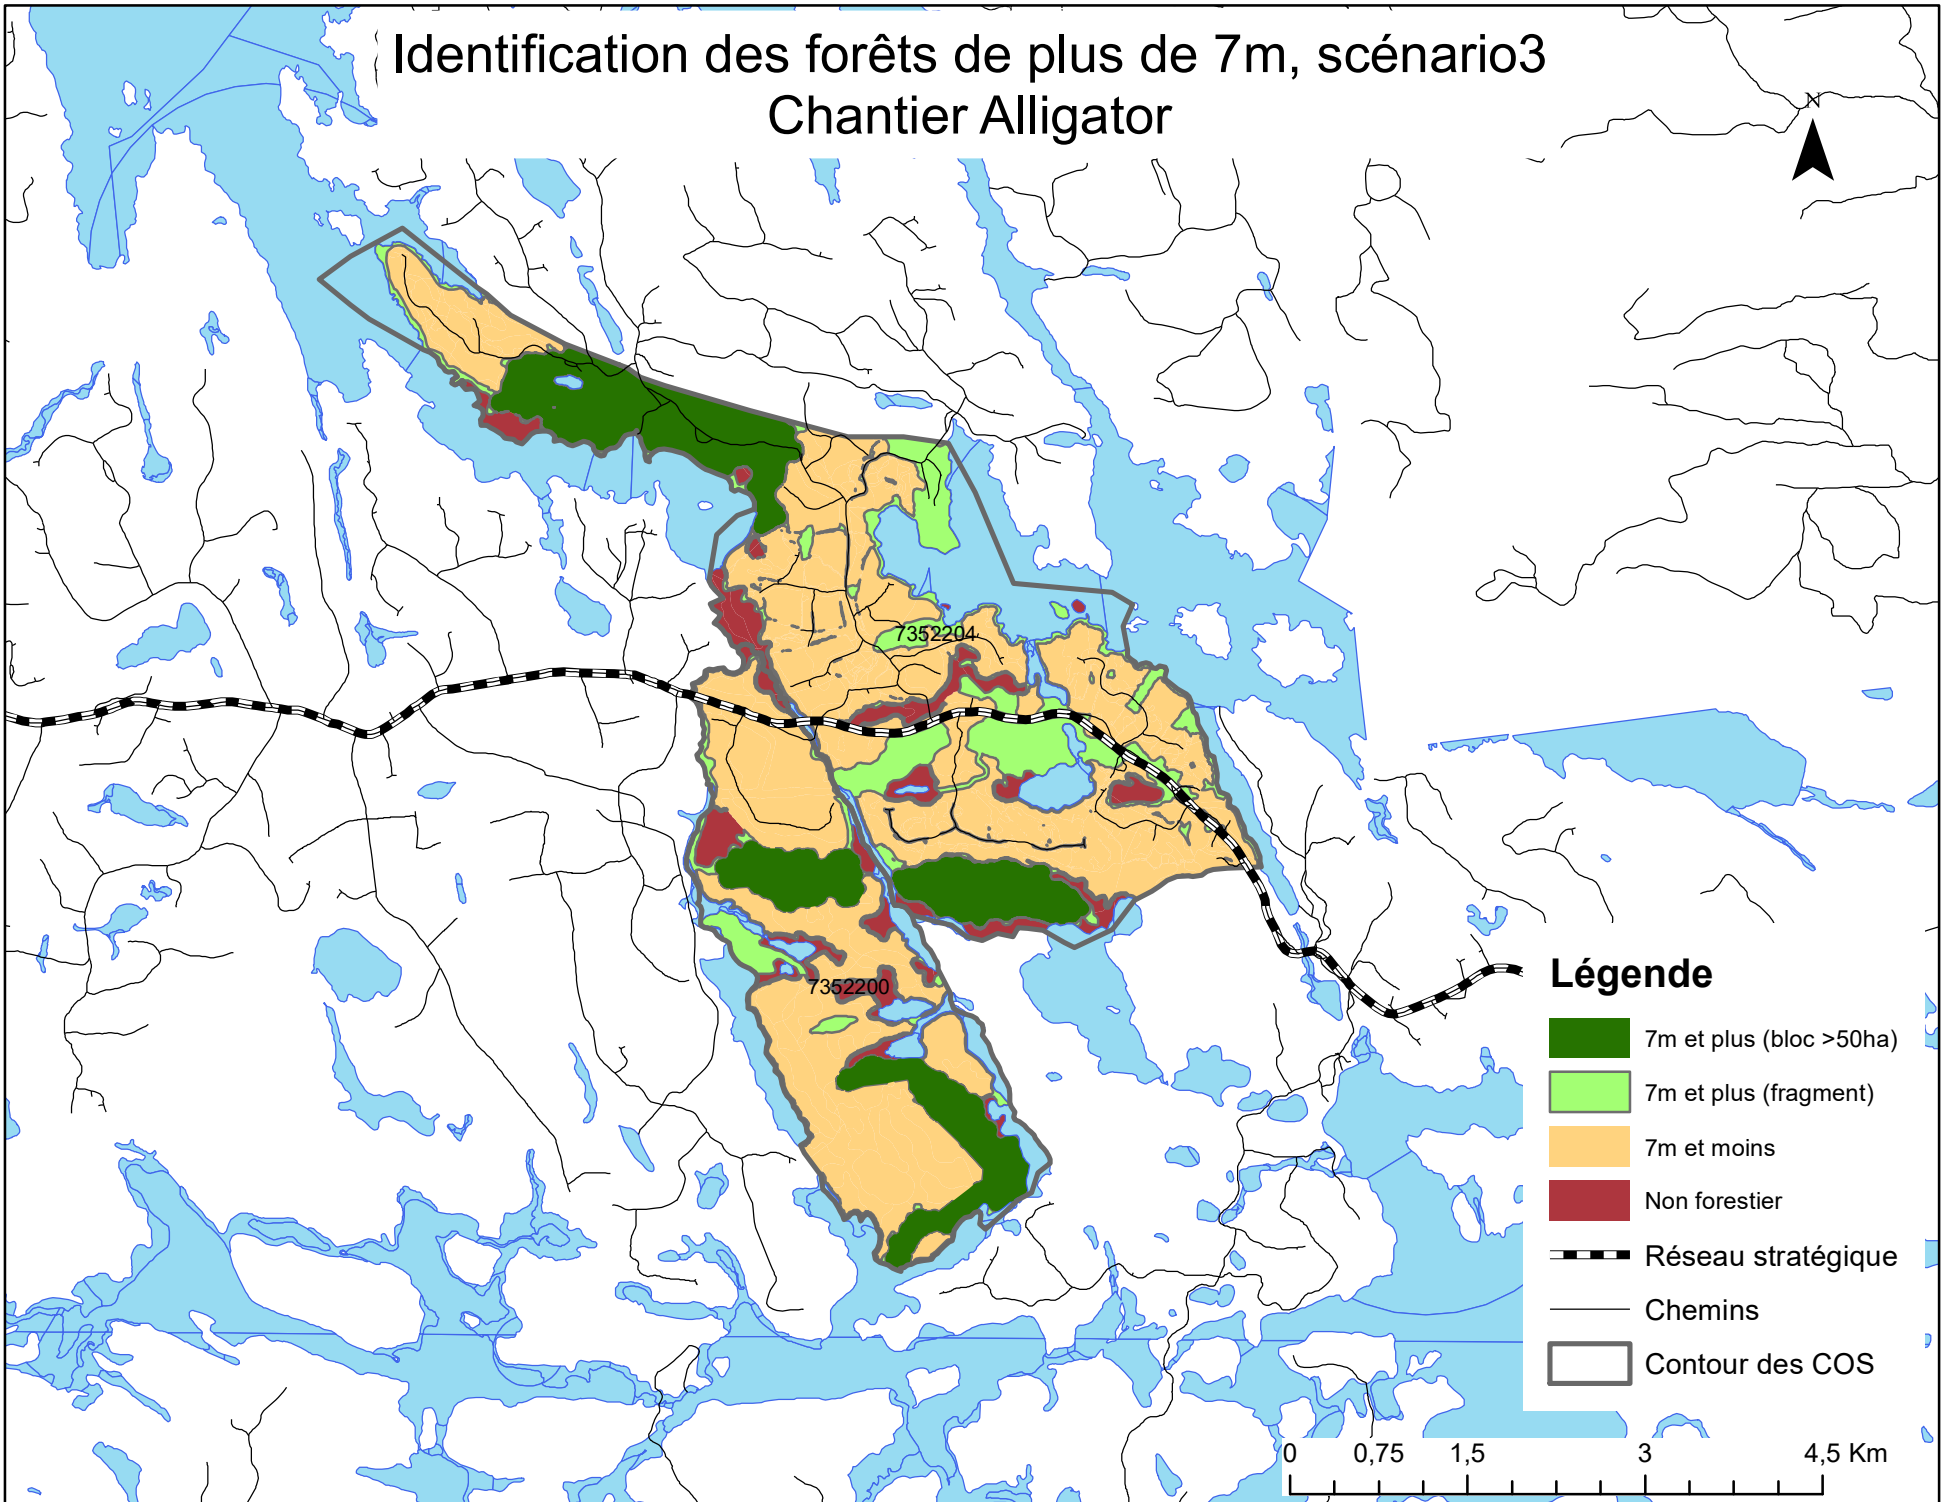 Identification des forêts de plus de 7m, scénario3
Chantier Alligator
N
7352204
7352200
Légende
7m et plus (bloc >50ha)
7m et plus (fragment)
7m et moins
Non forestier
Réseau stratégique
Chemins
Contour des COS
0 0,75 1,5 3 4,5 Km